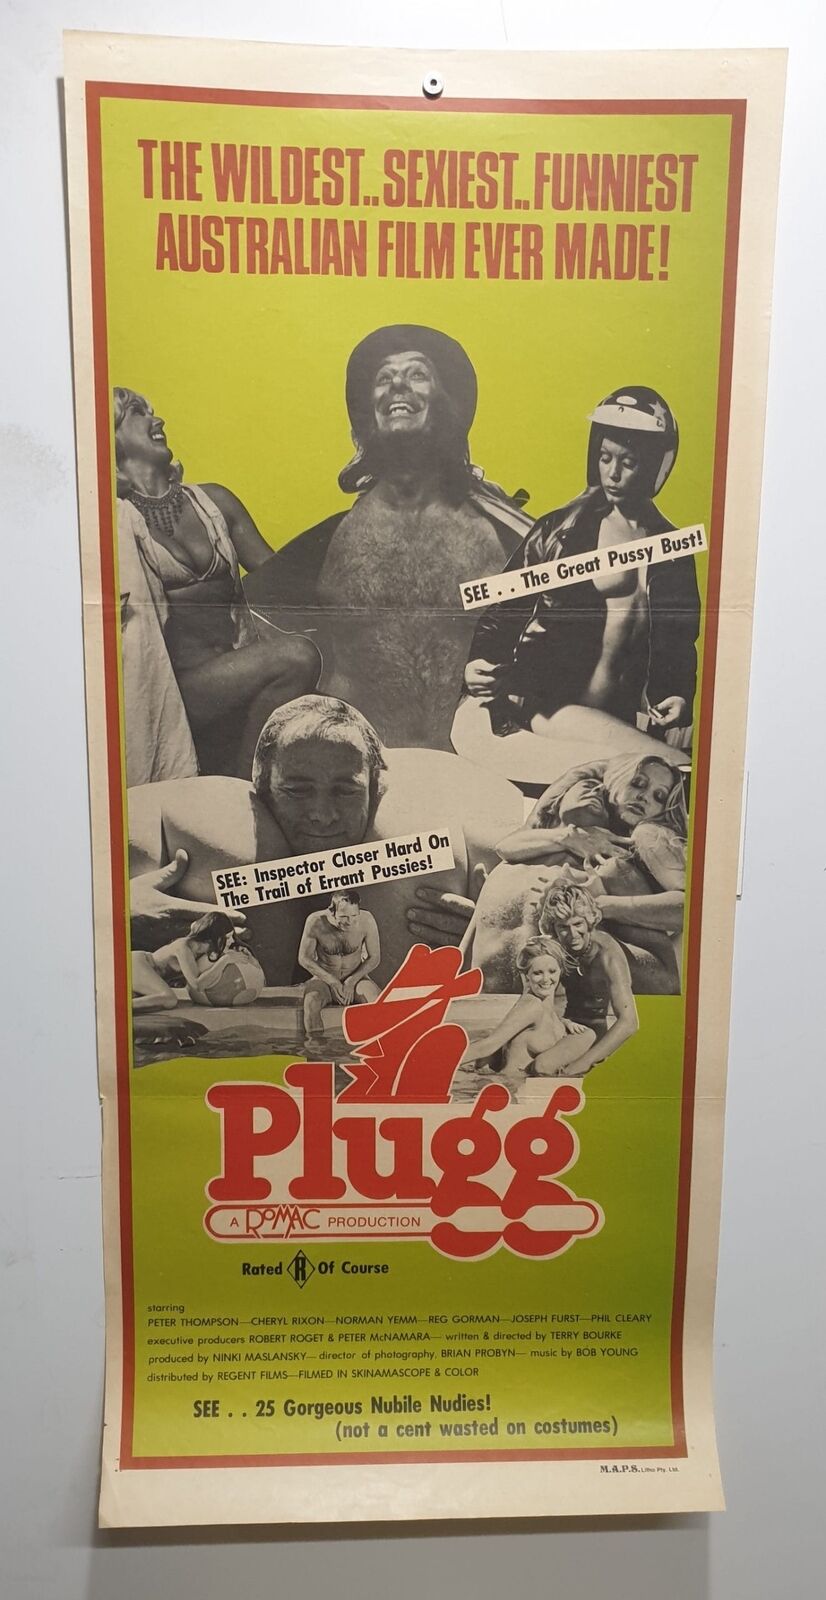 THE WILDEST..SEXIEST..FUNNIEST
AUSTRALIAN FILM EVER MADE!
SEE . . The Great Pussy Bust!
SEE: Inspector Closer Hard On
The Trail of Errant Pussies!
Plugg
A ROMAC PRODUCTION
Rated R Of Course
starring
PETER THOMPSON—CHERYL RIXON—NORMAN YEMM—REG GORMAN—JOSEPH FURST—PHIL CLEARY
executive producers ROBERT ROGET & PETER McNAMARA— written & directed by TERRY BOURKE
produced by NINKI MASLANSKY— director of photography, BRIAN PROBYN— music by BOB YOUNG
distributed by REGENT FILMS—FILMED IN SKINAMASCOPE & COLOR
SEE . . 25 Gorgeous Nubile Nudies!
(not a cent wasted on costumes)
M.A.P.S. Litho Pty. Ltd.